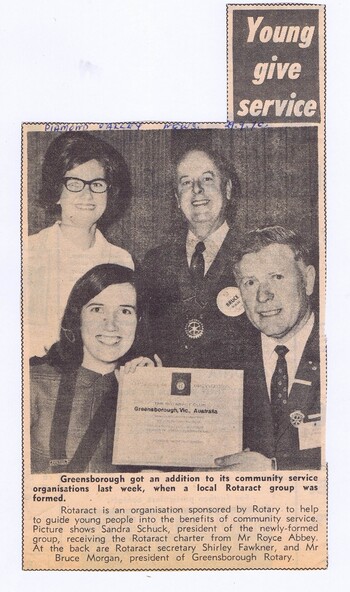 Young
give
service
DIAMOND VALLEY NEWS
BRUCE
Greensborough, Vic., Australia
Greensborough got an addition to its community service
organisations last week, when a local Rotaract group was
formed.
Rotaract is an organisation sponsored by Rotary to help
to guide young people into the benefits of community service.
Picture shows Sandra Schuck, president of the newly-formed
group, receiving the Rotaract charter from Mr Royce Abbey.
At the back are Rotaract secretary Shirley Fawkner, and Mr
Bruce Morgan, president of Greensborough Rotary.